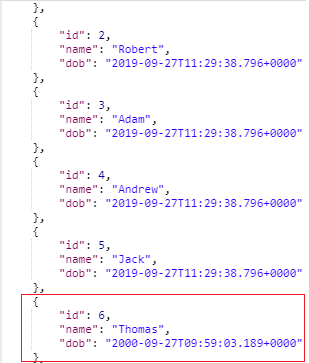 },
{
"id": 2,
"name": "Robert",
"dob": "2019-09-27T11:29:38.796+0000"
},
{
"id": 3,
"name": "Adam",
"dob": "2019-09-27T11:29:38.796+0000"
},
{
"id": 4,
"name": "Andrew",
"dob": "2019-09-27T11:29:38.796+0000"
},
{
"id": 5,
"name": "Jack",
"dob": "2019-09-27T11:29:38.796+0000"
},
{
"id": 6,
"name": "Thomas",
"dob": "2000-09-27T09:59:03.189+0000"
},